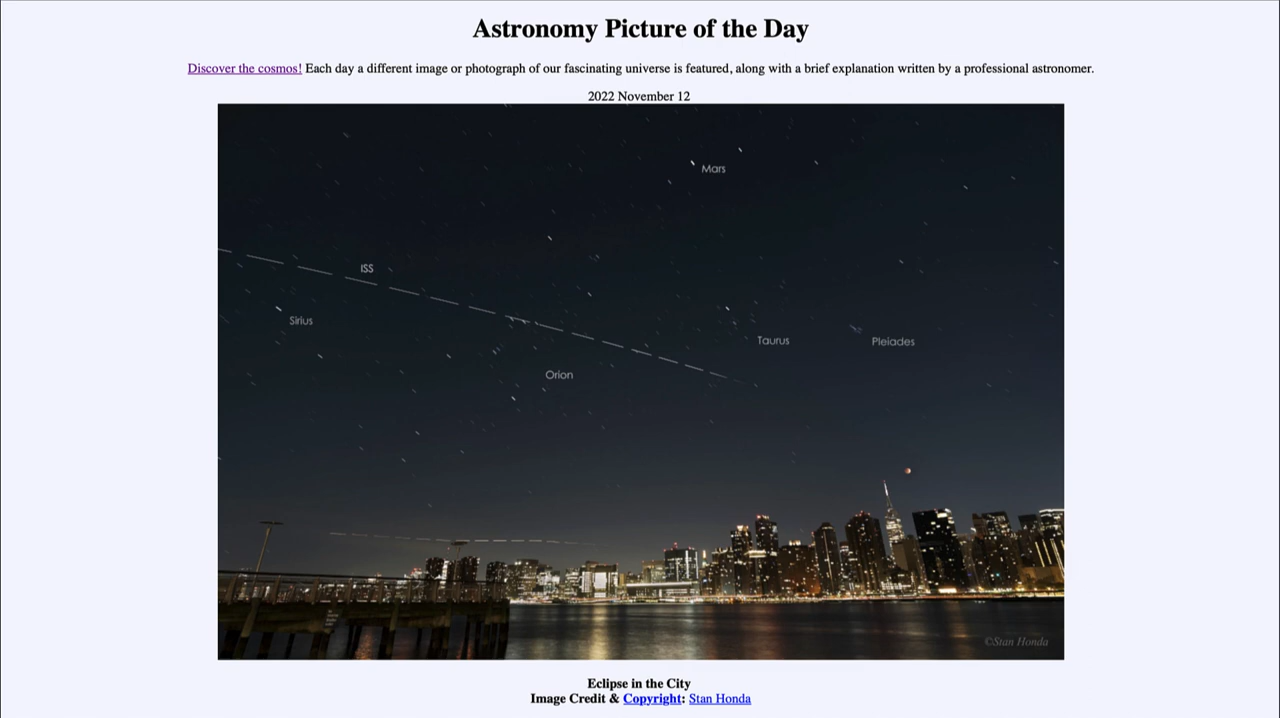 Astronomy Picture of the Day
Discover the cosmos! Each day a different image or photograph of our fascinating universe is featured, along with a brief explanation written by a professional astronomer.
2022 November 12
Mars
ISS
Sirius
Taurus
Pleiades
Orion
©Stan Honda
Eclipse in the City
Image Credit & Copyright: Stan Honda